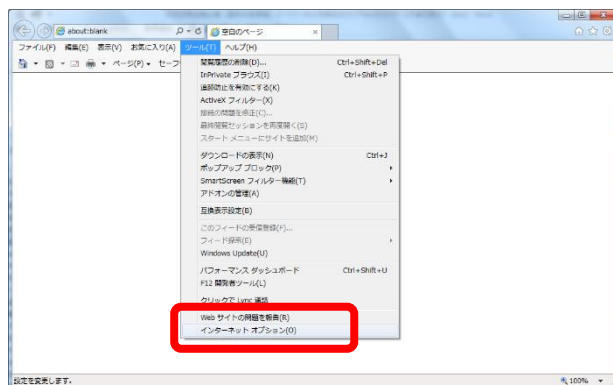 about:blank
空白のページ
ファイル(F) 編集(E) 表示(V) お気に入り(A) ツール(T) ヘルプ(H)
ページ(P) セーフ
閲覧履歴の削除(D)... Ctrl+Shift+Del
InPrivate ブラウズ(I) Ctrl+Shift+P
追跡防止を有効にする(K)
ActiveX フィルター(X)
接続の問題を修正(C)...
最終閲覧セッションを再度開く(S)
スタート メニューにサイトを追加(M)
ダウンロードの表示(N) Ctrl+J
ポップアップ ブロック(P)
SmartScreen フィルター機能(T)
アドオンの管理(A)
互換表示設定(B)
このフィードの受信登録(F)...
フィード探索(E)
Windows Update(U)
パフォーマンス ダッシュボード Ctrl+Shift+U
F12 開発者ツール(L)
クリックで Lync 通話
Web サイトの問題を報告(R)
インターネット オプション(O)
設定を変更します。
100%